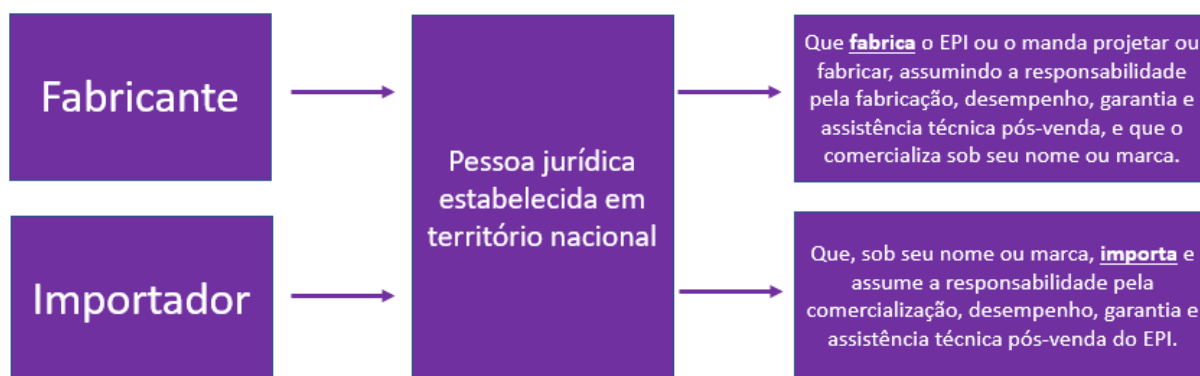 Fabricante
Importador
Pessoa jurídica
estabelecida em
território nacional
Que fabrica o EPI ou o manda projetar ou
fabricar, assumindo a responsabilidade
pela fabricação, desempenho, garantia e
assistência técnica pós-venda, e que o
comercializa sob seu nome ou marca.
Que, sob seu nome ou marca, importa e
assume a responsabilidade pela
comercialização, desempenho, garantia e
assistência técnica pós-venda do EPI.